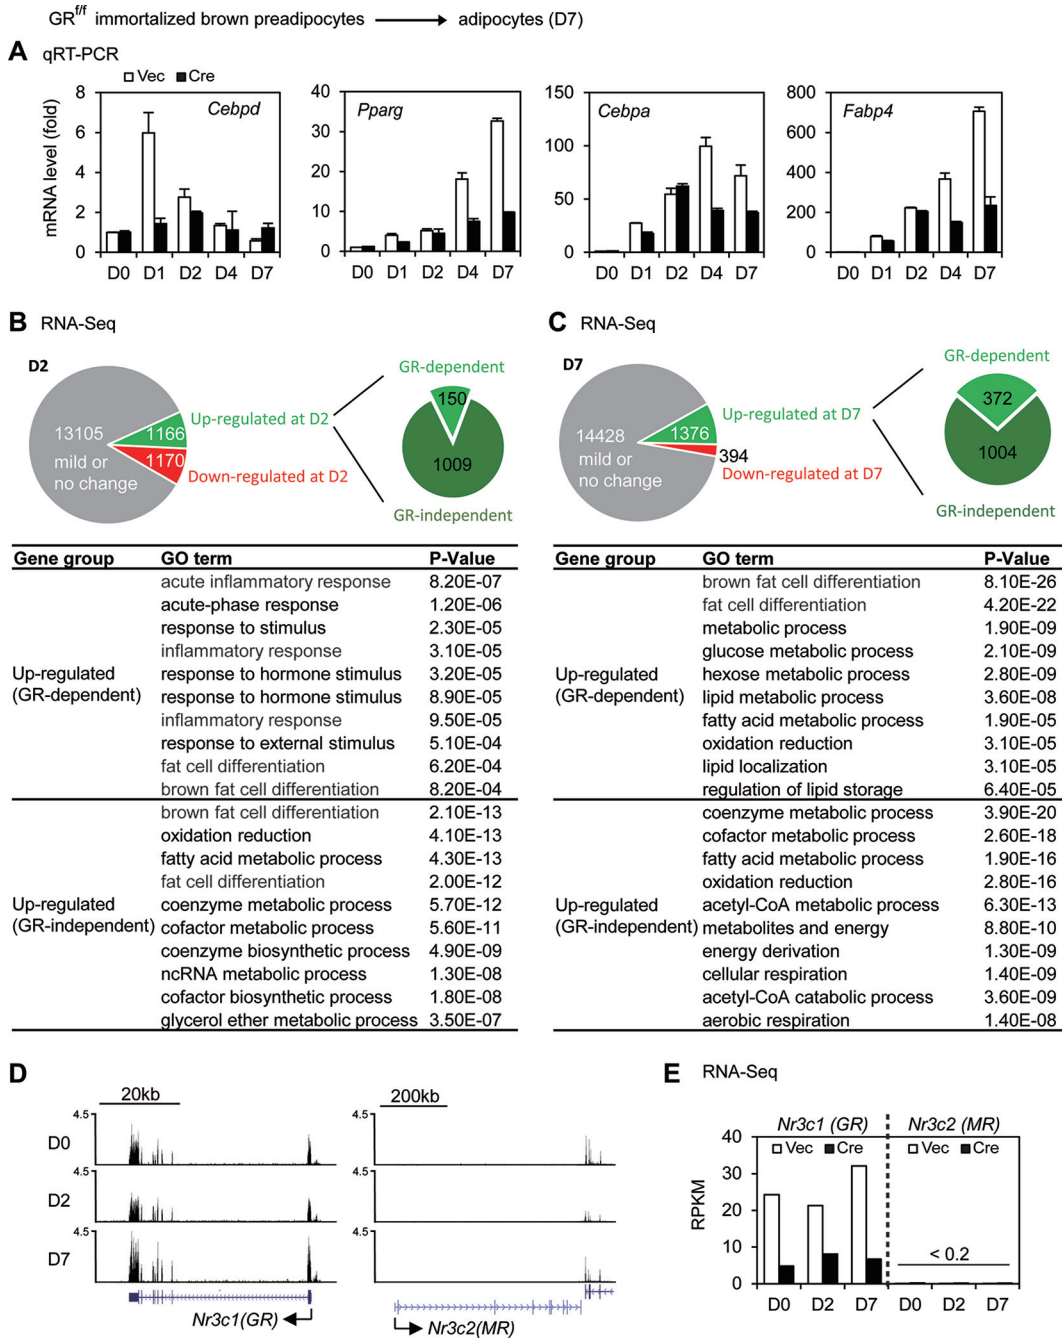 GRf/f immortalized brown preadipocytes → adipocytes (D7)
A qRT-PCR
Vec Cre
mRNA level (fold)
8
6
4
2
0
Cebpd
D0 D1 D2 D4 D7
40
30
20
10
0
Pparg
D0 D1 D2 D4 D7
150
100
50
0
Cebpa
D0 D1 D2 D4 D7
800
600
400
200
0
Fabp4
D0 D1 D2 D4 D7
B RNA-Seq
D2
13105
mild or
no change
1166
1170
Up-regulated at D2
Down-regulated at D2
GR-dependent
150
1009
GR-independent
Gene group GO term P-Value
Up-regulated
(GR-dependent)
acute inflammatory response 8.20E-07
acute-phase response 1.20E-06
response to stimulus 2.30E-05
inflammatory response 3.10E-05
response to hormone stimulus 3.20E-05
response to hormone stimulus 8.90E-05
inflammatory response 9.50E-05
response to external stimulus 5.10E-04
fat cell differentiation 6.20E-04
brown fat cell differentiation 8.20E-04
Up-regulated
(GR-independent)
brown fat cell differentiation 2.10E-13
oxidation reduction 4.10E-13
fatty acid metabolic process 4.30E-13
fat cell differentiation 2.00E-12
coenzyme metabolic process 5.70E-12
cofactor metabolic process 5.60E-11
coenzyme biosynthetic process 4.90E-09
ncRNA metabolic process 1.30E-08
cofactor biosynthetic process 1.80E-08
glycerol ether metabolic process 3.50E-07
C RNA-Seq
D7
14428
mild or
no change
1376
394
Up-regulated at D7
Down-regulated at D7
GR-dependent
372
1004
GR-independent
Gene group GO term P-Value
Up-regulated
(GR-dependent)
brown fat cell differentiation 8.10E-26
fat cell differentiation 4.20E-22
metabolic process 1.90E-09
glucose metabolic process 2.10E-09
hexose metabolic process 2.80E-09
lipid metabolic process 3.60E-08
fatty acid metabolic process 1.90E-05
oxidation reduction 3.10E-05
lipid localization 3.10E-05
regulation of lipid storage 6.40E-05
Up-regulated
(GR-independent)
coenzyme metabolic process 3.90E-20
cofactor metabolic process 2.60E-18
fatty acid metabolic process 1.90E-16
oxidation reduction 2.80E-16
acetyl-CoA metabolic process 6.30E-13
metabolites and energy 8.80E-10
energy derivation 1.30E-09
cellular respiration 1.40E-09
acetyl-CoA catabolic process 3.60E-09
aerobic respiration 1.40E-08
D
20kb
200kb
D0
4.5
4.5
D2
4.5
4.5
D7
4.5
4.5
Nr3c1(GR)
Nr3c2(MR)
E RNA-Seq
Nr3c1 (GR) Nr3c2 (MR)
Vec Cre Vec Cre
RPKM
40
30
20
10
0
< 0.2
D0 D2 D7 D0 D2 D7